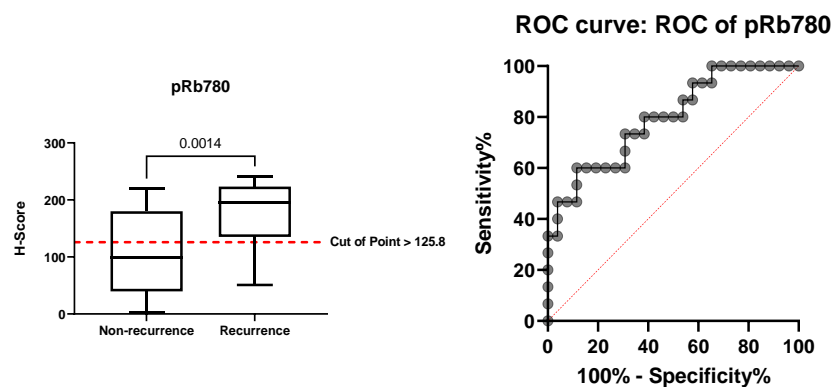 pRb780
0.0014
300
200
100
0
H-Score
Cut of Point > 125.8
Non-recurrence
Recurrence
ROC curve: ROC of pRb780
100
80
60
40
20
0
Sensitivity%
0 20 40 60 80 100
100% - Specificity%